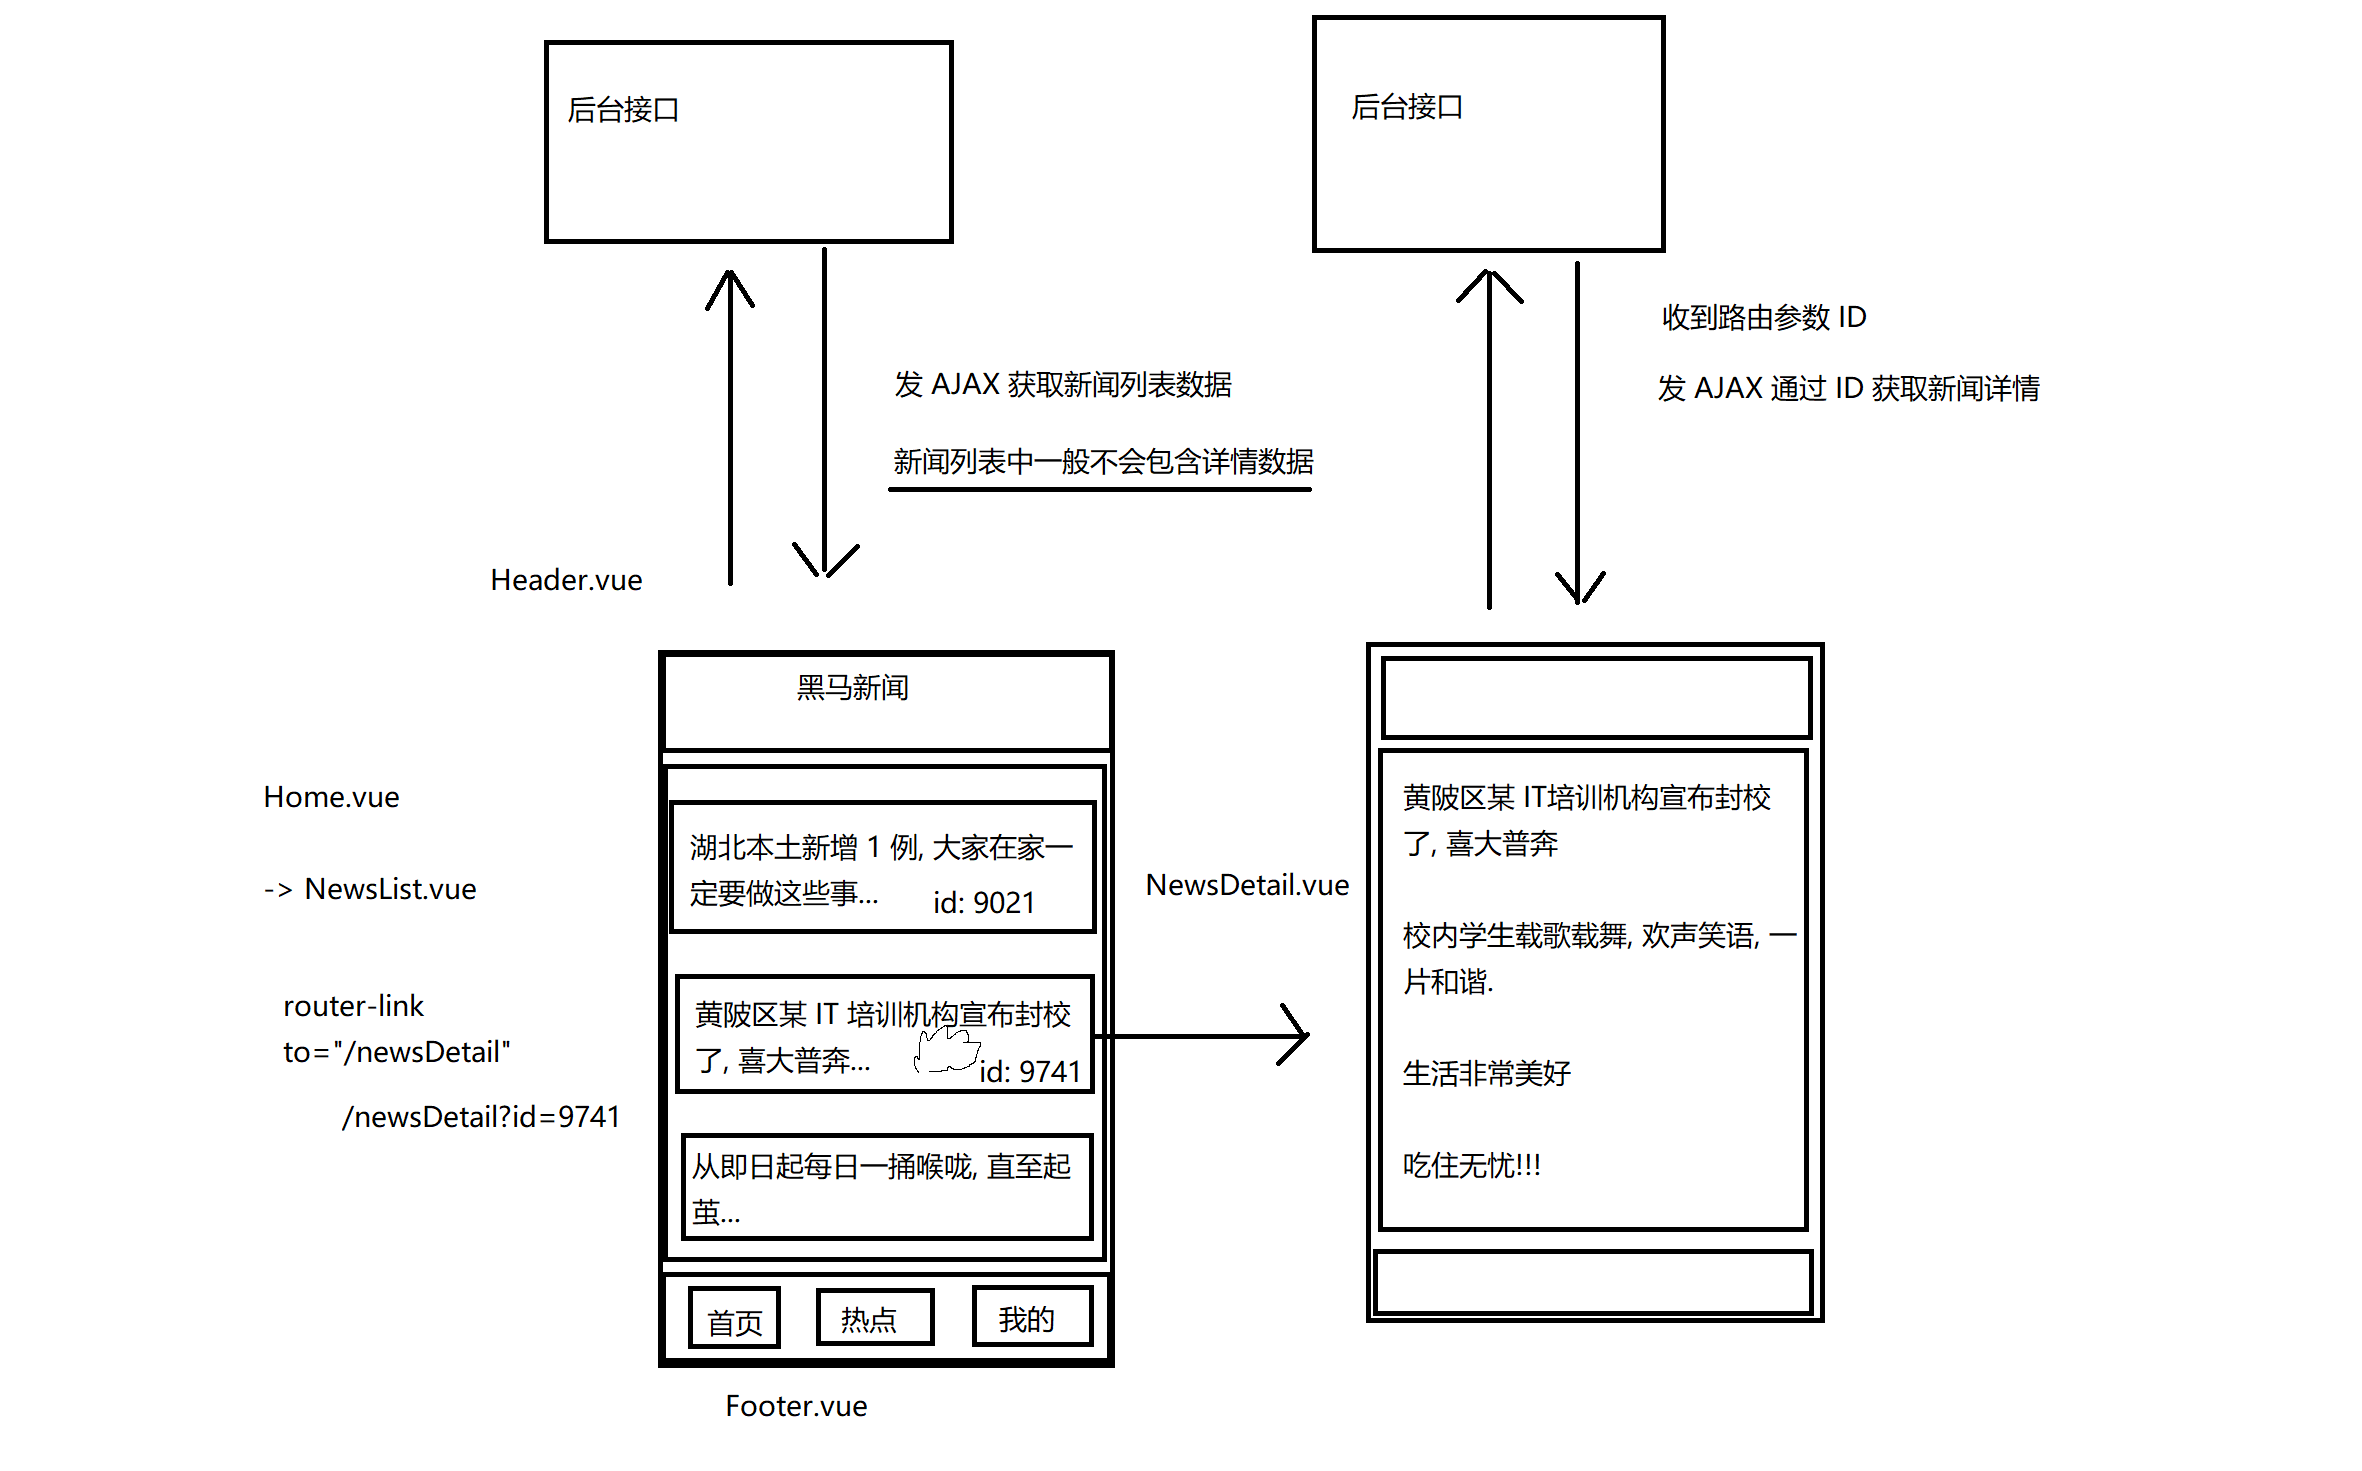 后台接口
后台接口
收到路由参数 ID
发 AJAX 获取新闻列表数据
发 AJAX 通过 ID 获取新闻详情
新闻列表中一般不会包含详情数据
Header.vue
黑马新闻
Home.vue
-> NewsList.vue
router-link
to="/newsDetail"
/newsDetail?id=9741
湖北本土新增 1 例, 大家在家一
定要做这些事...
id: 9021
黄陂区某 IT 培训机构宣布封校
了, 喜大普奔...
id: 9741
从即日起每日一捅喉咙, 直至起
茧...
首页
热点
我的
Footer.vue
NewsDetail.vue
黄陂区某 IT培训机构宣布封校
了, 喜大普奔
校内学生载歌载舞, 欢声笑语, 一
片和谐.
生活非常美好
吃住无忧!!!